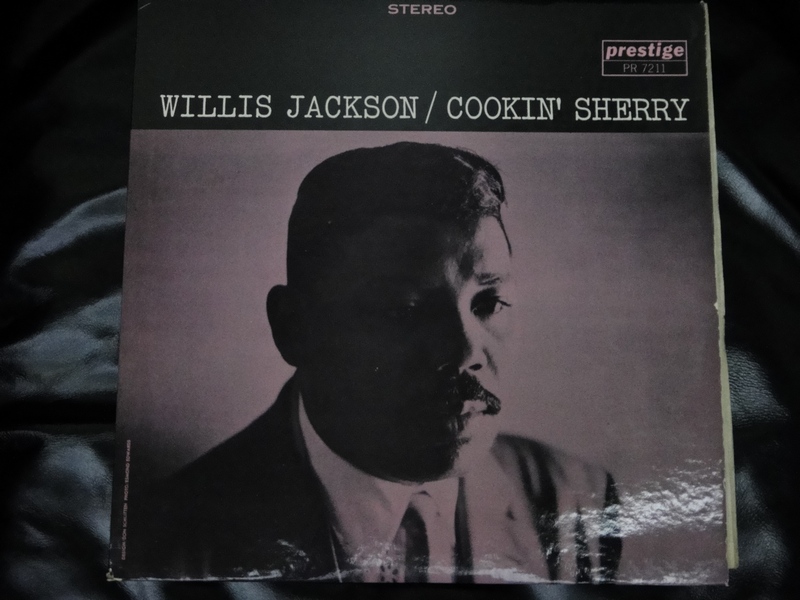 STEREO
prestige
PR 7211
WILLIS JACKSON / COOKIN' SHERRY